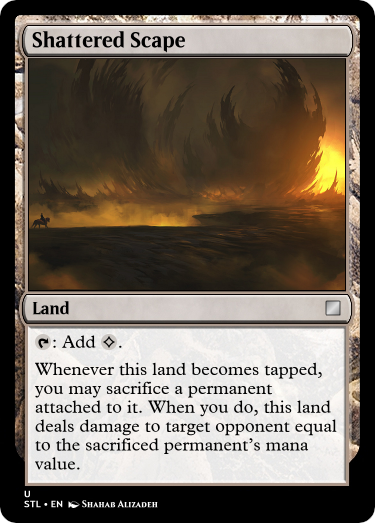 Shattered Scape
Land
: Add .
Whenever this land becomes tapped,
you may sacrifice a permanent
attached to it. When you do, this land
deals damage to target opponent equal
to the sacrificed permanent's mana
value.
U
STL • EN Shahab Alizadeh